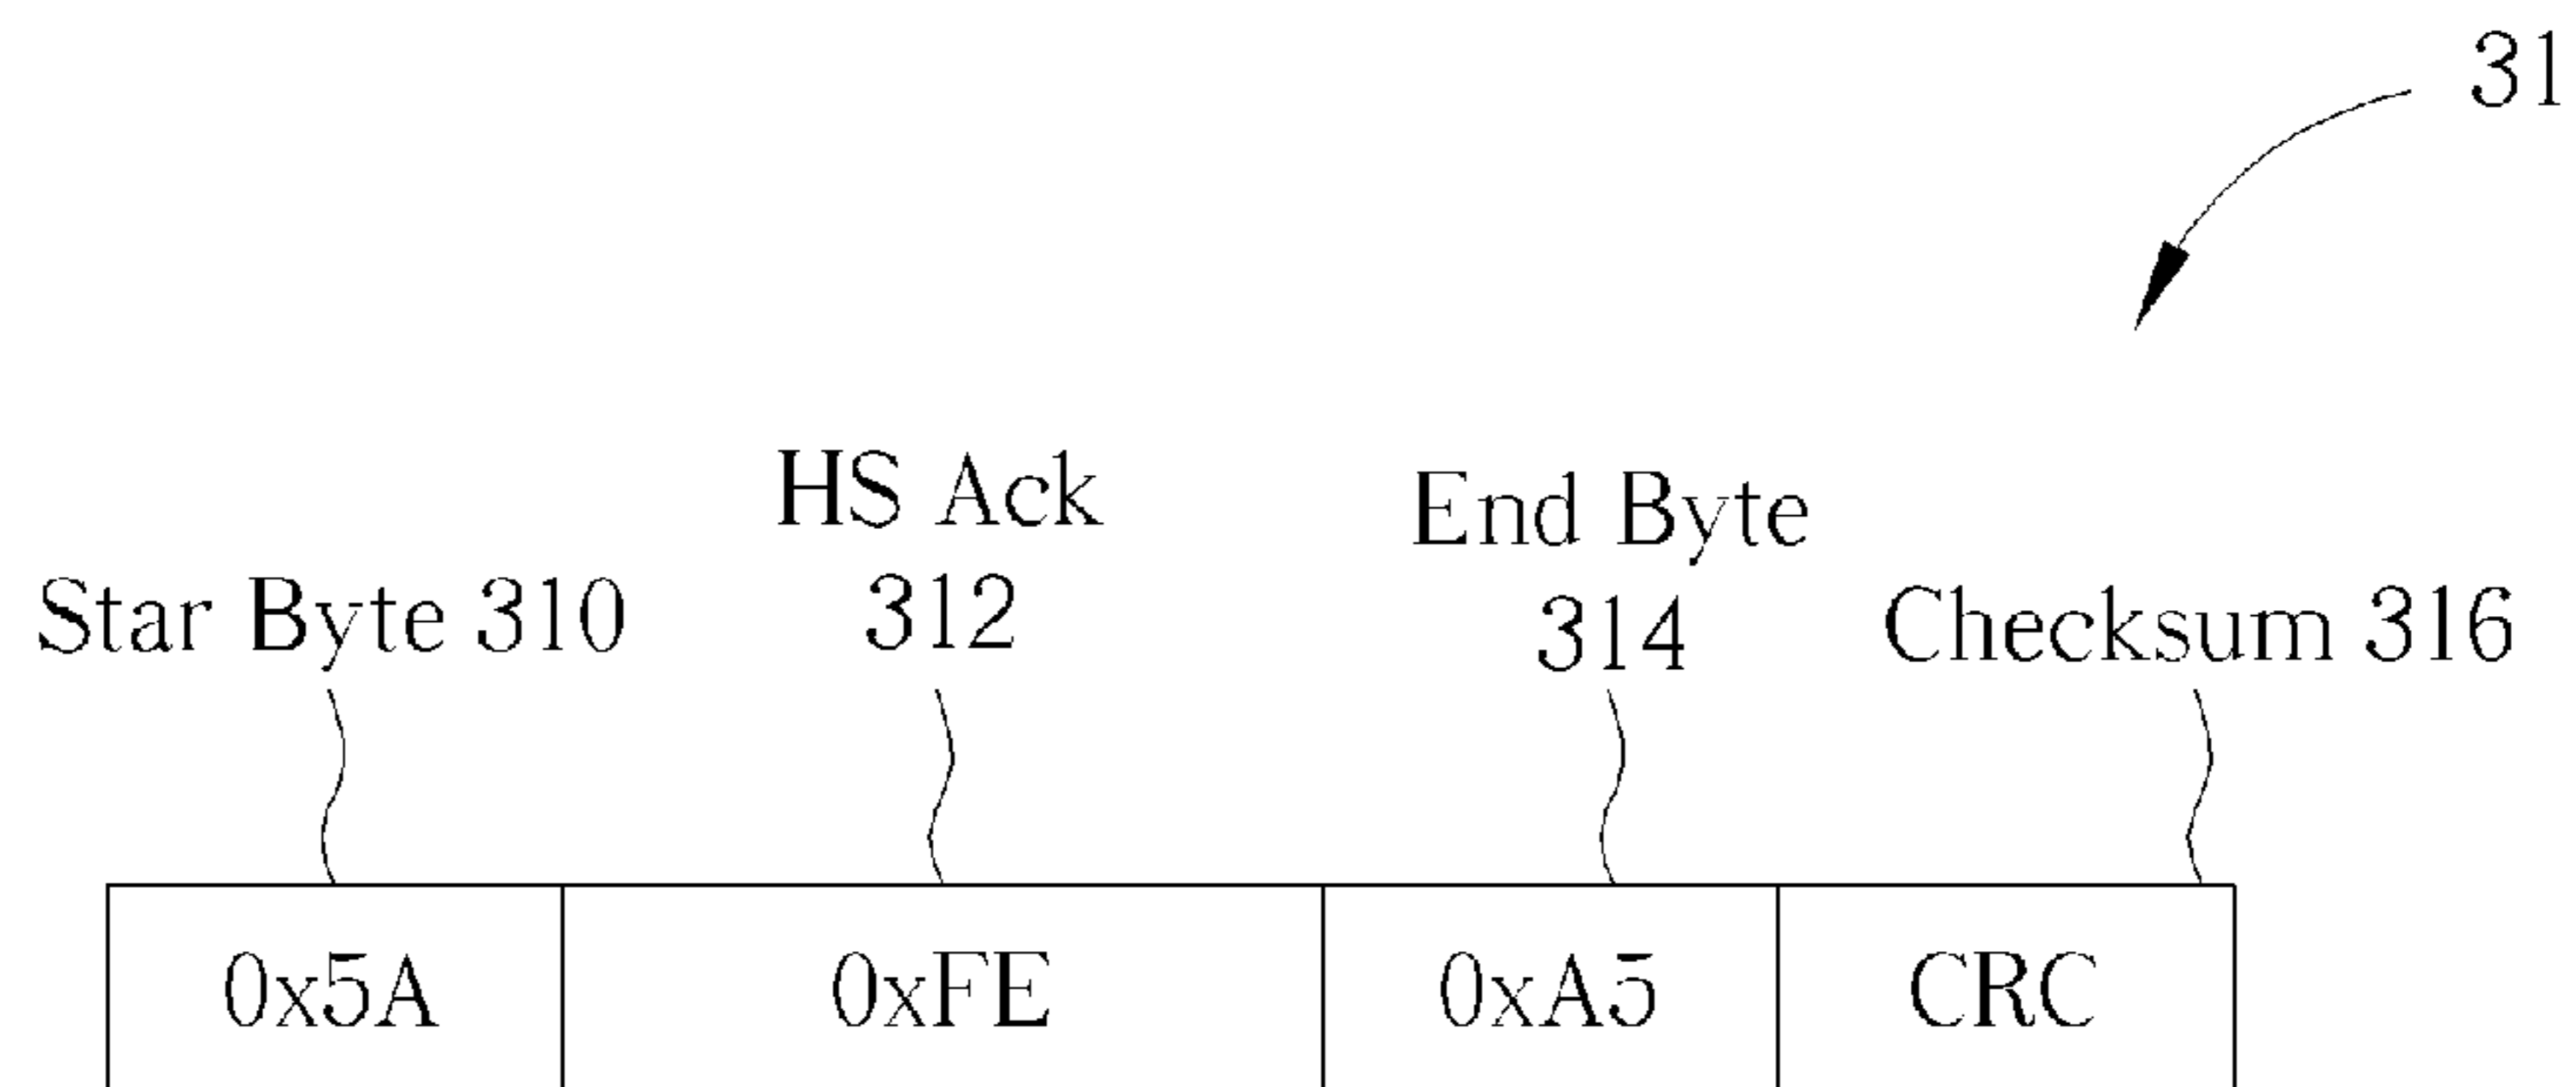 31
HS Ack
312
End Byte
314
Star Byte 310
Checksum 316
0x5A 0xFE 0xA5 CRC